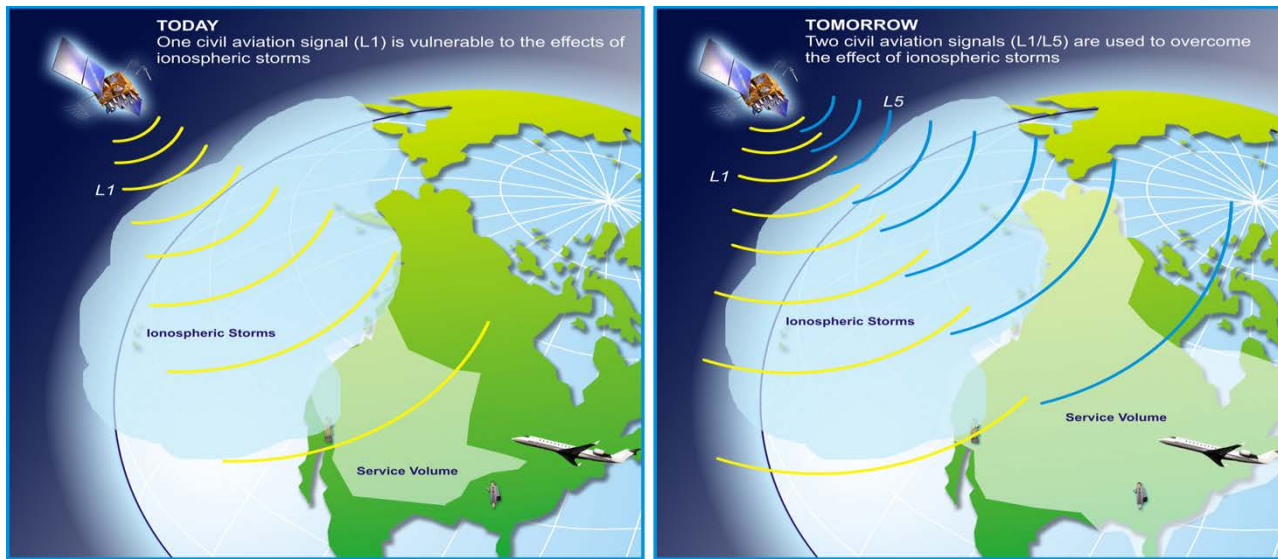 TODAY
One civil aviation signal (L1) is vulnerable to the effects of
ionospheric storms
L1
Ionospheric Storms
Service Volume
TOMORROW
Two civil aviation signals (L1/L5) are used to overcome
the effect of ionospheric storms
L5
L1
Ionospheric Storms
Service Volume